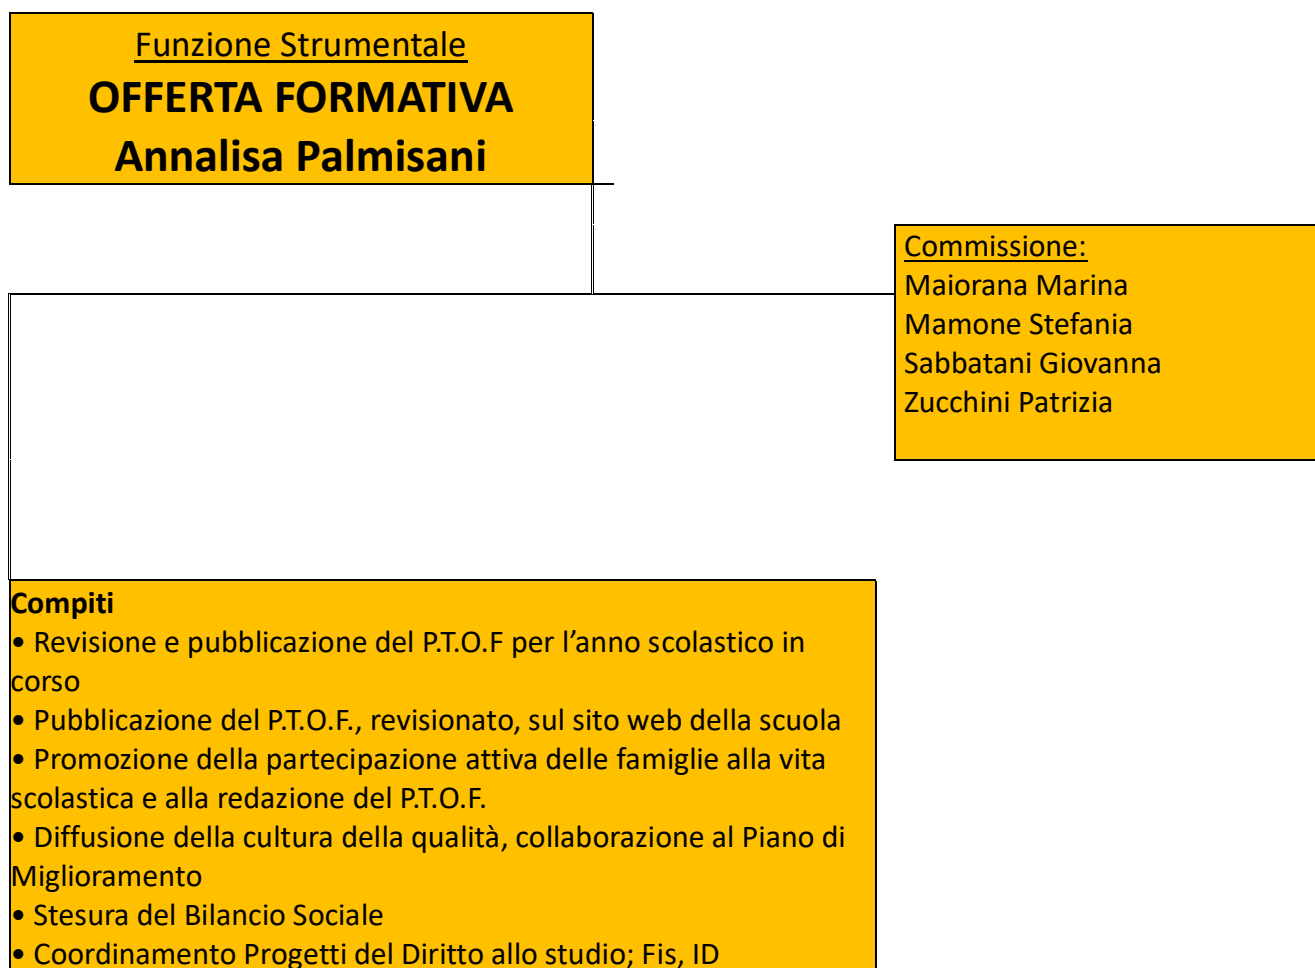 Funzione Strumentale
OFFERTA FORMATIVA
Annalisa Palmisani
Commissione:
Maiorana Marina
Mamone Stefania
Sabbatani Giovanna
Zucchini Patrizia
Compiti
• Revisione e pubblicazione del P.T.O.F per l’anno scolastico in
corso
• Pubblicazione del P.T.O.F., revisionato, sul sito web della scuola
• Promozione della partecipazione attiva delle famiglie alla vita
scolastica e alla redazione del P.T.O.F.
• Diffusione della cultura della qualità, collaborazione al Piano di
Miglioramento
• Stesura del Bilancio Sociale
• Coordinamento Progetti del Diritto allo studio; Fis, ID